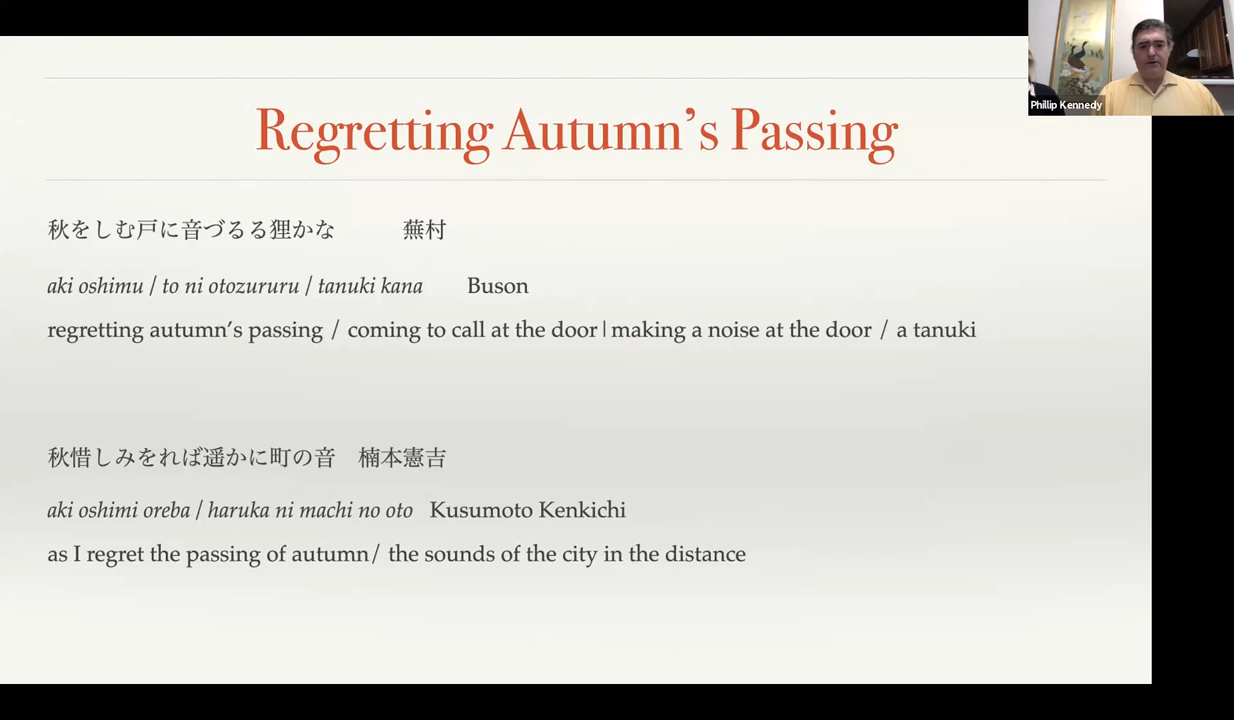 Regretting Autumn’s Passing
秋をしむ戸に音づるる狸かな　　　蕪村
aki oshimu / to ni otozururu / tanuki kana Buson
regretting autumn’s passing / coming to call at the door | making a noise at the door / a tanuki
秋惜しみをれば遥かに町の音　楠本憲吉
aki oshimi oreba / haruka ni machi no oto Kusumoto Kenkichi
as I regret the passing of autumn/ the sounds of the city in the distance
Phillip Kennedy